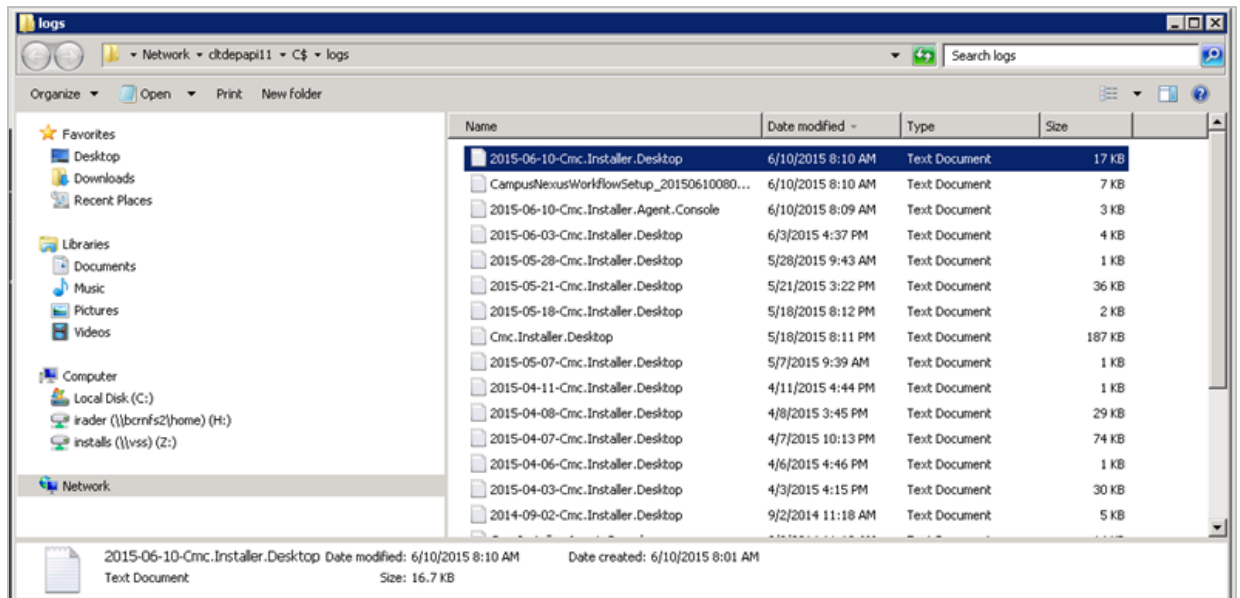 logs
Network cltdepapi11 C$ logs
Search logs
Organize Open Print New folder
Favorites
Desktop
Downloads
Recent Places
Libraries
Documents
Music
Pictures
Videos
Computer
Local Disk (C:)
irader (\\bcrnfs2\home) (H:)
installs (\\vss) (Z:)
Network
Name Date modified Type Size
2015-06-10-Cmc.Installer.Desktop 6/10/2015 8:10 AM Text Document 17 KB
CampusNexusWorkflowSetup_20150610080... 6/10/2015 8:10 AM Text Document 7 KB
2015-06-10-Cmc.Installer.Agent.Console 6/10/2015 8:09 AM Text Document 3 KB
2015-06-03-Cmc.Installer.Desktop 6/3/2015 4:37 PM Text Document 4 KB
2015-05-28-Cmc.Installer.Desktop 5/28/2015 9:43 AM Text Document 1 KB
2015-05-21-Cmc.Installer.Desktop 5/21/2015 3:22 PM Text Document 36 KB
2015-05-18-Cmc.Installer.Desktop 5/18/2015 8:12 PM Text Document 2 KB
Cmc.Installer.Desktop 5/18/2015 8:11 PM Text Document 187 KB
2015-05-07-Cmc.Installer.Desktop 5/7/2015 9:39 AM Text Document 1 KB
2015-04-11-Cmc.Installer.Desktop 4/11/2015 4:44 PM Text Document 1 KB
2015-04-08-Cmc.Installer.Desktop 4/8/2015 3:45 PM Text Document 29 KB
2015-04-07-Cmc.Installer.Desktop 4/7/2015 10:13 PM Text Document 74 KB
2015-04-06-Cmc.Installer.Desktop 4/6/2015 4:46 PM Text Document 1 KB
2015-04-03-Cmc.Installer.Desktop 4/3/2015 4:15 PM Text Document 30 KB
2014-09-02-Cmc.Installer.Desktop 9/2/2014 11:18 AM Text Document 5 KB
2015-06-10-Cmc.Installer.Desktop Date modified: 6/10/2015 8:10 AM Date created: 6/10/2015 8:01 AM
Text Document Size: 16.7 KB